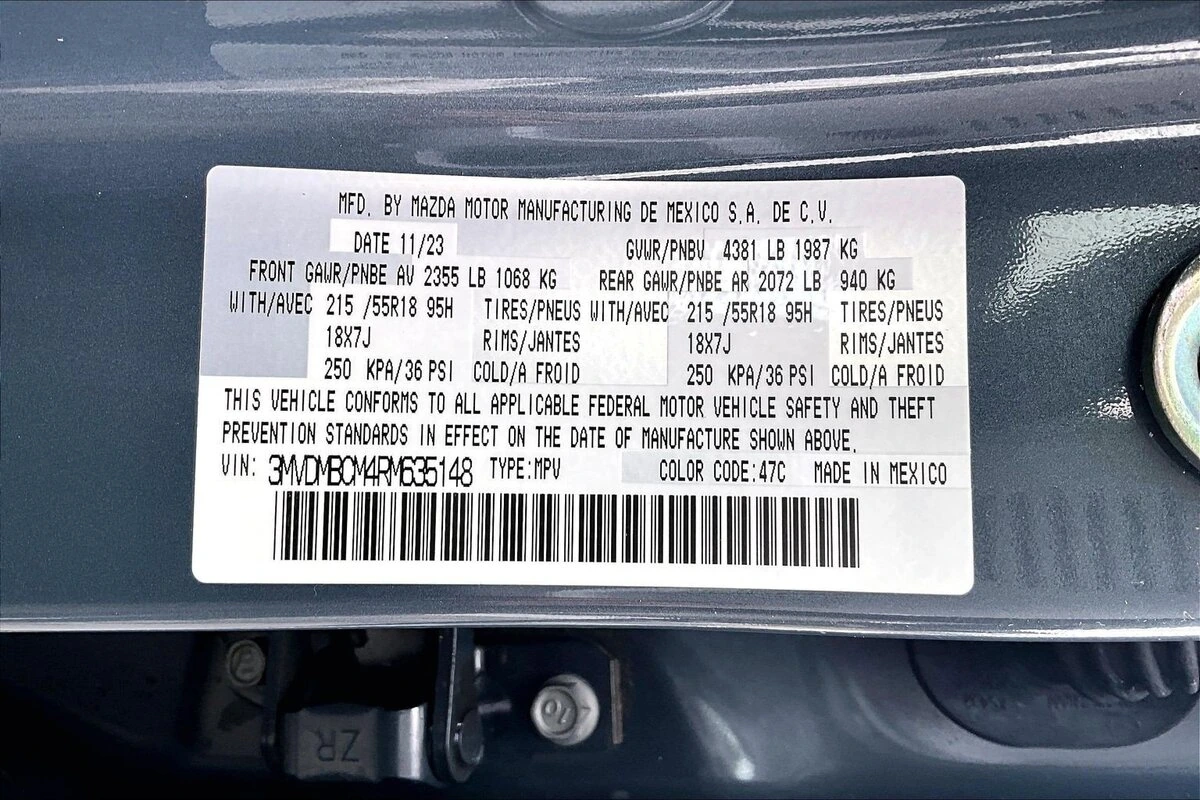 MFD. BY MAZDA MOTOR MANUFACTURING DE MEXICO S.A. DE C.V.
DATE 11/23 GVWR/PNBV 4381 LB 1987 KG
FRONT GAWR/PNBE AV 2355 LB 1068 KG REAR GAWR/PNBE AR 2072 LB 940 KG
WITH/AVEC 215 /55R18 95H TIRES/PNEUS WITH/AVEC 215 /55R18 95H TIRES/PNEUS
18X7J RIMS/JANTES 18X7J RIMS/JANTES
250 KPA/36 PSI COLD/A FROID 250 KPA/36 PSI COLD/A FROID
THIS VEHICLE CONFORMS TO ALL APPLICABLE FEDERAL MOTOR VEHICLE SAFETY AND THEFT
PREVENTION STANDARDS IN EFFECT ON THE DATE OF MANUFACTURE SHOWN ABOVE.
VIN: 3MVDMBCM4RM635148 TYPE:MPV COLOR CODE:47C MADE IN MEXICO
ZR